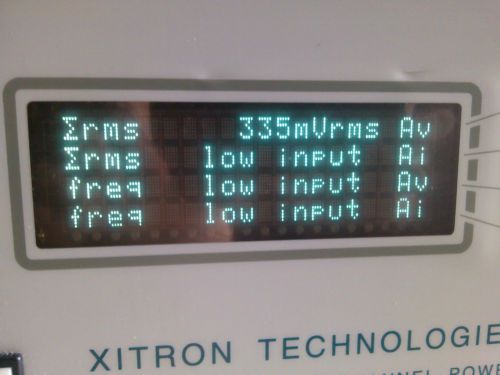 Σrms 335mVrms Av
Σrms low input Ai
freq low input Av
freq low input Ai
XITRON TECHNOLOGIE